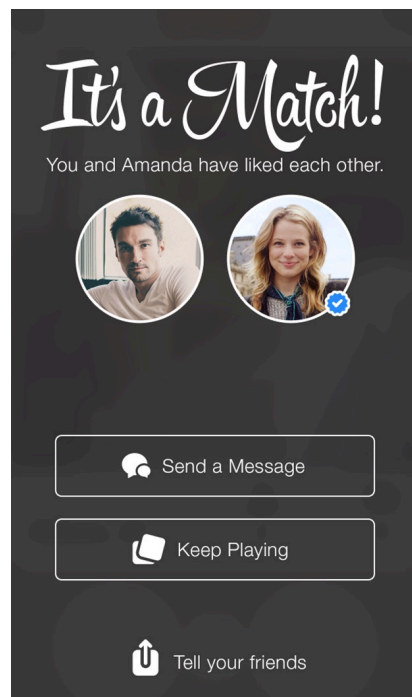 It's a Match!
You and Amanda have liked each other.
Send a Message
Keep Playing
Tell your friends